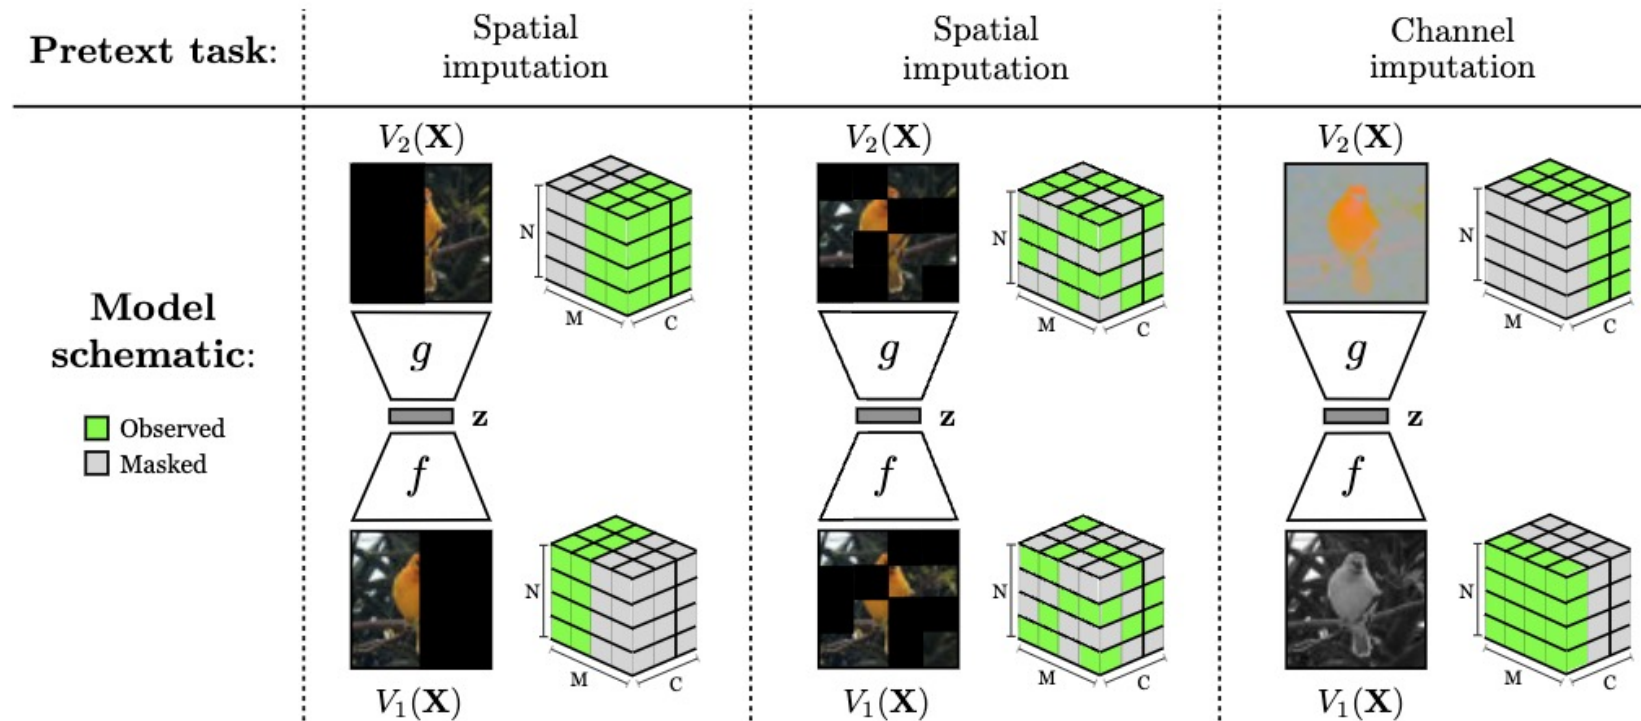 Pretext task:
Spatial
imputation
Spatial
imputation
Channel
imputation
V₂(X)
V₂(X)
V₂(X)
N
M
C
N
M
C
N
M
C
Model
schematic:
g
g
g
Observed
Masked
z
z
z
f
f
f
N
M
C
N
M
C
N
M
C
V₁(X)
V₁(X)
V₁(X)